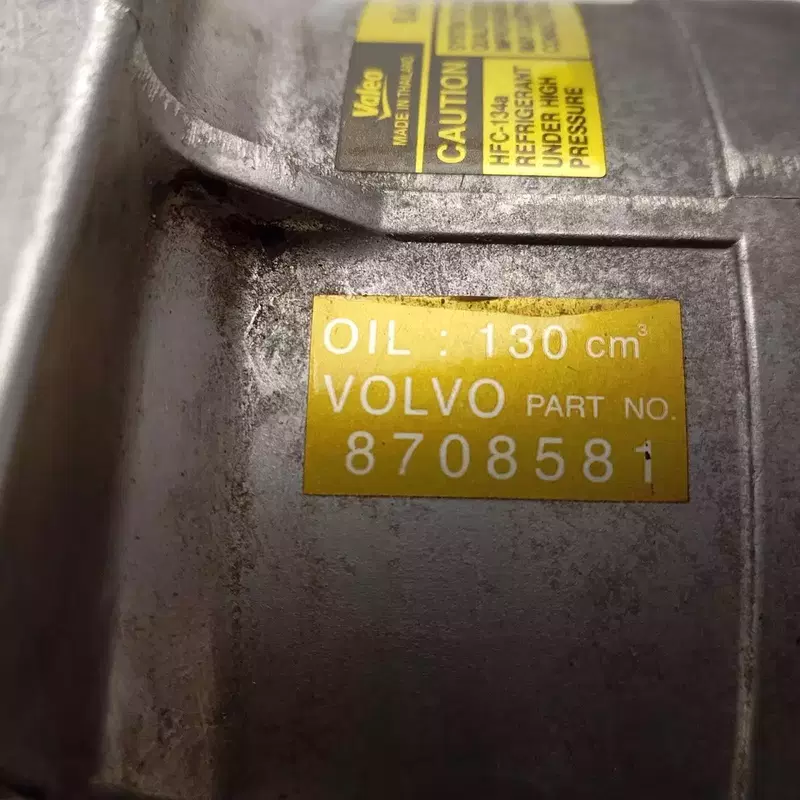 Valeo
MADE IN THAILAND
CAUTION
HFC-134a
REFRIGERANT
UNDER HIGH
PRESSURE
OIL : 130 cm³
VOLVO PART NO.
8708581